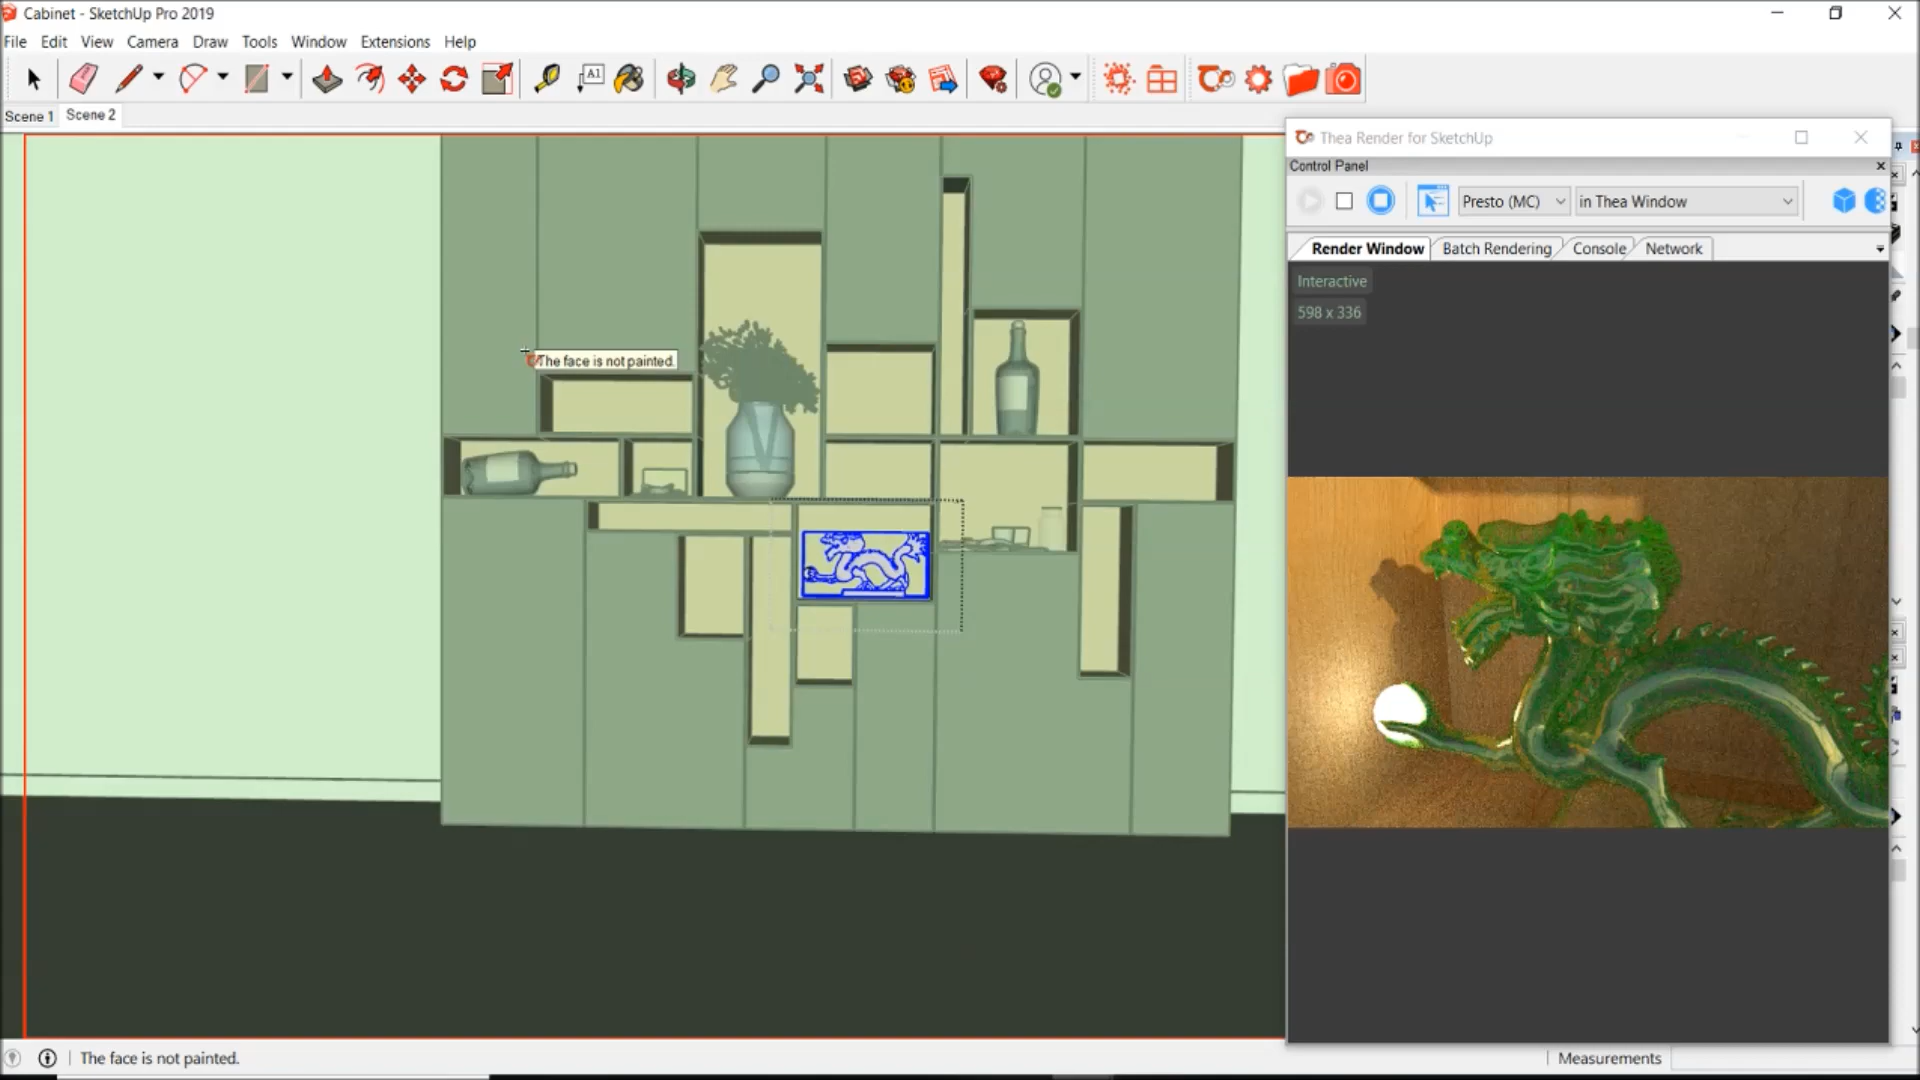 Cabinet - SketchUp Pro 2019
File Edit View Camera Draw Tools Window Extensions Help
A1
Scene 1 Scene 2
Thea Render for SketchUp
Control Panel
Presto (MC) in Thea Window
Render Window Batch Rendering Console Network
Interactive
598 x 336
The face is not painted.
The face is not painted.
Measurements